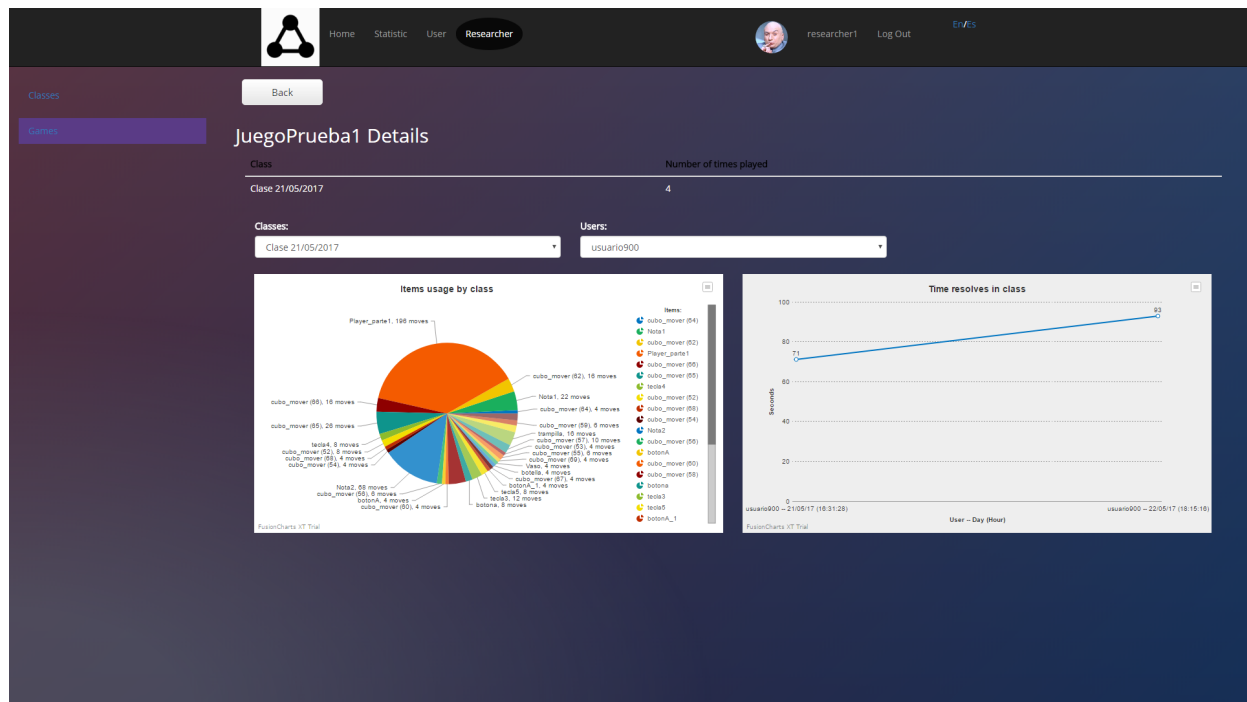 Home Statistic User Researcher researcher1 Log Out En/Es
Classes
Games
Back
JuegoPrueba1 Details
Class Number of times played
Clase 21/05/2017 4
Classes: Users:
Clase 21/05/2017 usuario900
Items usage by class
Player_parte1, 196 moves
cubo_mover (62), 16 moves
Nota1, 22 moves
cubo_mover (64), 4 moves
cubo_mover (59), 6 moves
trampilla, 16 moves
cubo_mover (57), 10 moves
cubo_mover (53), 4 moves
cubo_mover (55), 6 moves
cubo_mover (69), 4 moves
Vaso, 4 moves
botella, 4 moves
cubo_mover (67), 4 moves
botonA_1, 4 moves
tecla5, 8 moves
tecla3, 12 moves
botona, 8 moves
cubo_mover (66), 16 moves
cubo_mover (65), 26 moves
tecla4, 8 moves
cubo_mover (52), 8 moves
cubo_mover (68), 4 moves
cubo_mover (54), 4 moves
Nota2, 68 moves
cubo_mover (56), 6 moves
botonA, 4 moves
cubo_mover (60), 4 moves
Items:
cubo_mover (64)
Nota1
cubo_mover (62)
Player_parte1
cubo_mover (66)
cubo_mover (65)
tecla4
cubo_mover (52)
cubo_mover (68)
cubo_mover (54)
Nota2
cubo_mover (56)
botonA
cubo_mover (60)
cubo_mover (58)
botona
tecla3
tecla5
botonA_1
FusionCharts XT Trial
Time resolves in class
100
80
60
40
20
0
Seconds
71
93
usuario900 -- 21/05/17 (16:31:28) usuario900 -- 22/05/17 (18:15:16)
User -- Day (Hour)
FusionCharts XT Trial